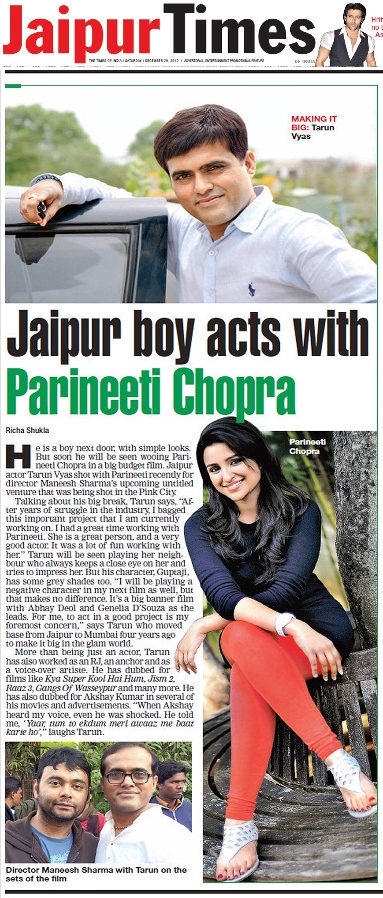 Jaipur Times
THE TIMES OF INDIA | SATURDAY | DECEMBER
ADVERTORIAL, ENTERTAINMENT PROMOTIONAL FEATURE
MAKING IT
BIG: Tarun
Vyas
Jaipur boy acts with
Parineeti Chopra
Richa Shukla
Parineeti
Chopra
He is a boy next door, with simple looks.
But soon he will be seen wooing Pari-
neeti Chopra in a big budget film. Jaipur
actor Tarun Vyas shot with Parineeti recently for
director Maneesh Sharma's upcoming untitled
venture that was being shot in the Pink City.
Talking about his big break, Tarun says, "Af-
ter years of struggle in the industry, I bagged
this important project that I am currently
working on. I had a great time working with
Parineeti. She is a great person, and a very
good actor. It was a lot of fun working with
her." Tarun will be seen playing her neigh-
bour who always keeps a close eye on her and
tries to impress her. But his character, Guptaji,
has some grey shades too. "I will be playing a
negative character in my next film as well, but
that makes no difference. It's a big banner film
with Abhay Deol and Genelia D'Souza as the
leads. For me, to act in a good project is my
foremost concern," says Tarun who moved
base from Jaipur to Mumbai four years ago
to make it big in the glam world.
More than being just an actor, Tarun
has also worked as an RJ, an anchor and as
a voice-over artise. He has dubbed for
films like Kya Super Kool Hai Hum, Jism 2,
Raaz 3, Gangs Of Wasseypur and many more. He
has also dubbed for Akshay Kumar in several of
his movies and advertisements. "When Akshay
heard my voice, even he was shocked. He told
me, 'Yaar, tum to ekdum meri awaaz me baat
karte ho'," laughs Tarun.
Director Maneesh Sharma with Tarun on the
sets of the film